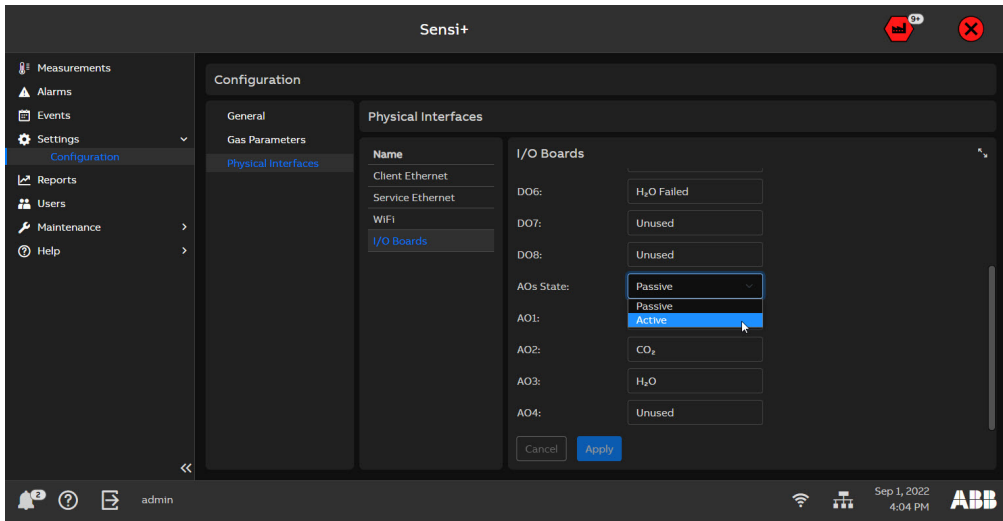 Sensi+
9+
Measurements
Alarms
Events
Settings
Configuration
Reports
Users
Maintenance
Help
Configuration
General
Gas Parameters
Physical Interfaces
Physical Interfaces
Name
Client Ethernet
Service Ethernet
WiFi
I/O Boards
I/O Boards
DO6: H₂O Failed
DO7: Unused
DO8: Unused
AOs State: Passive
Passive
Active
AO1:
AO2: CO₂
AO3: H₂O
AO4: Unused
Cancel Apply
2 admin
Sep 1, 2022
4:04 PM
ABB